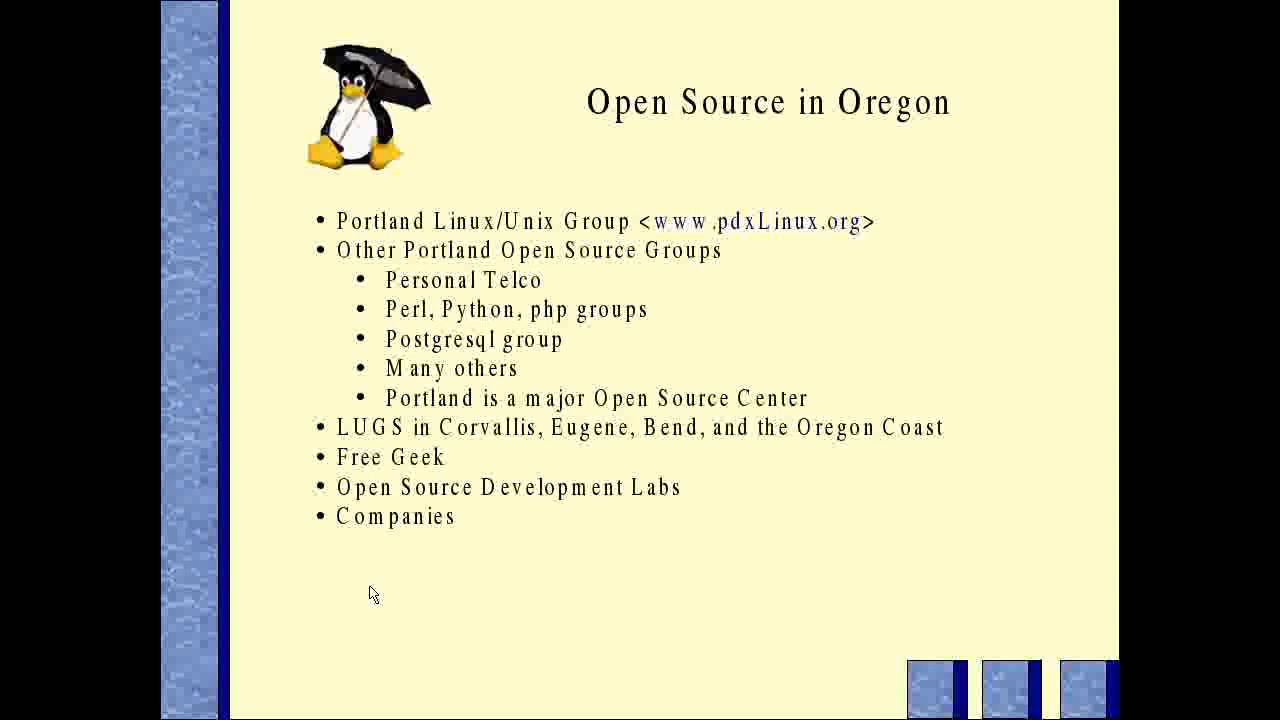 Open Source in Oregon
• Portland Linux/Unix Group <www.pdxLinux.org>
• Other Portland Open Source Groups
• Personal Telco
• Perl, Python, php groups
• Postgresql group
• Many others
• Portland is a major Open Source Center
• LUGS in Corvallis, Eugene, Bend, and the Oregon Coast
• Free Geek
• Open Source Development Labs
• Companies